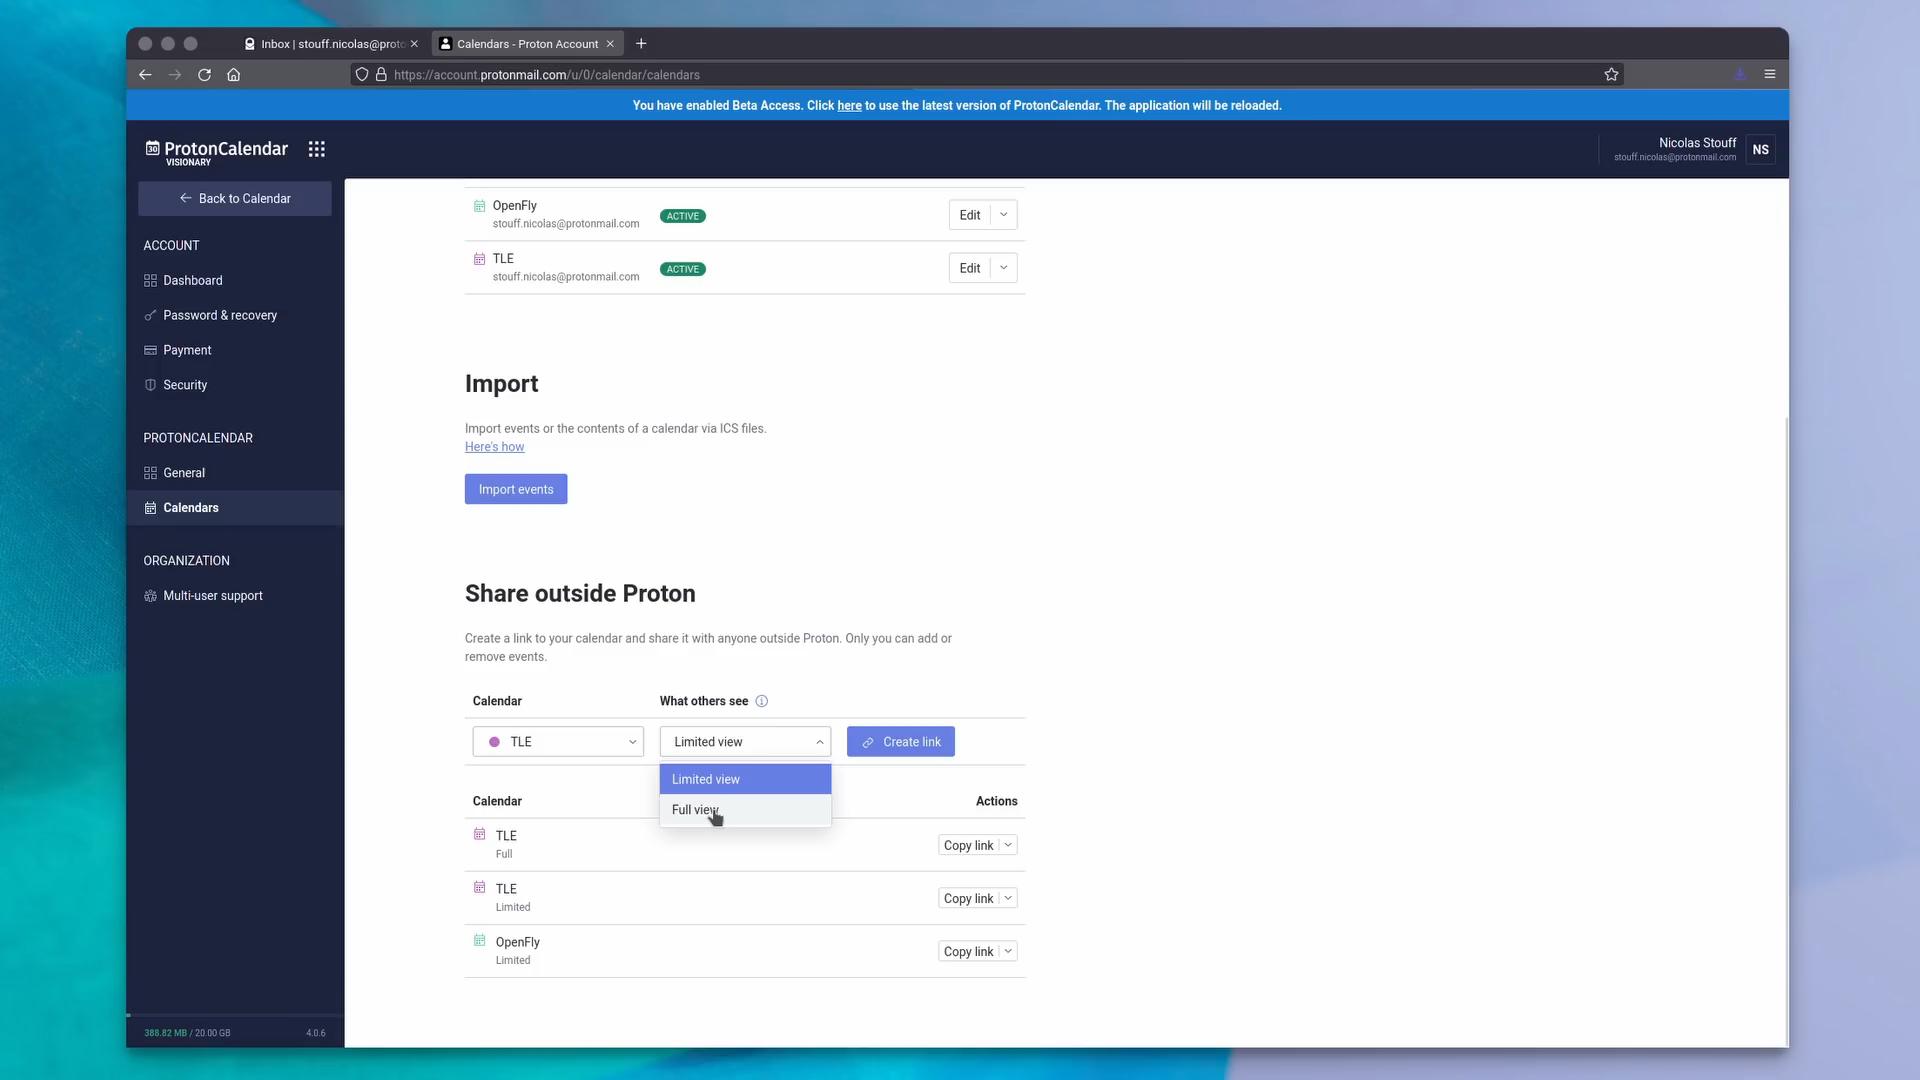 Inbox | stouff.nicolas@proto
Calendars - Proton Account
https://account.protonmail.com/u/0/calendar/calendars
You have enabled Beta Access. Click here to use the latest version of ProtonCalendar. The application will be reloaded.
30
ProtonCalendar
VISIONARY
Nicolas Stouff
stouff.nicolas@protonmail.com
NS
Back to Calendar
ACCOUNT
Dashboard
Password & recovery
Payment
Security
PROTONCALENDAR
General
Calendars
ORGANIZATION
Multi-user support
388.82 MB / 20.00 GB
4.0.6
OpenFly
stouff.nicolas@protonmail.com
ACTIVE
Edit
TLE
stouff.nicolas@protonmail.com
ACTIVE
Edit
Import
Import events or the contents of a calendar via ICS files.
Here's how
Import events
Share outside Proton
Create a link to your calendar and share it with anyone outside Proton. Only you can add or
remove events.
Calendar
What others see
TLE
Limited view
Create link
Limited view
Full view
Calendar
Actions
TLE
Full
Copy link
TLE
Limited
Copy link
OpenFly
Limited
Copy link